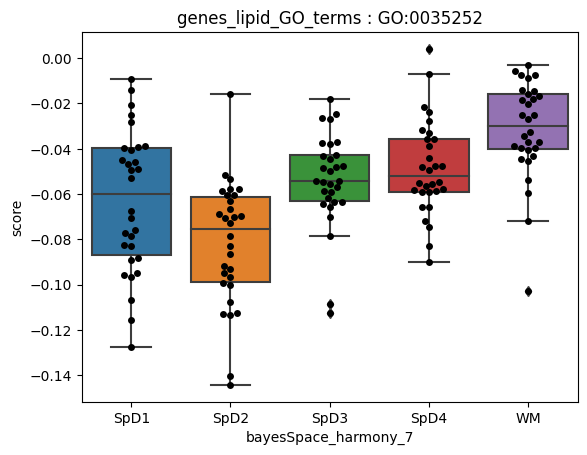 genes_lipid_GO_terms : GO:0035252
score
0.00
−0.02
−0.04
−0.06
−0.08
−0.10
−0.12
−0.14
SpD1 SpD2 SpD3 SpD4 WM
bayesSpace_harmony_7